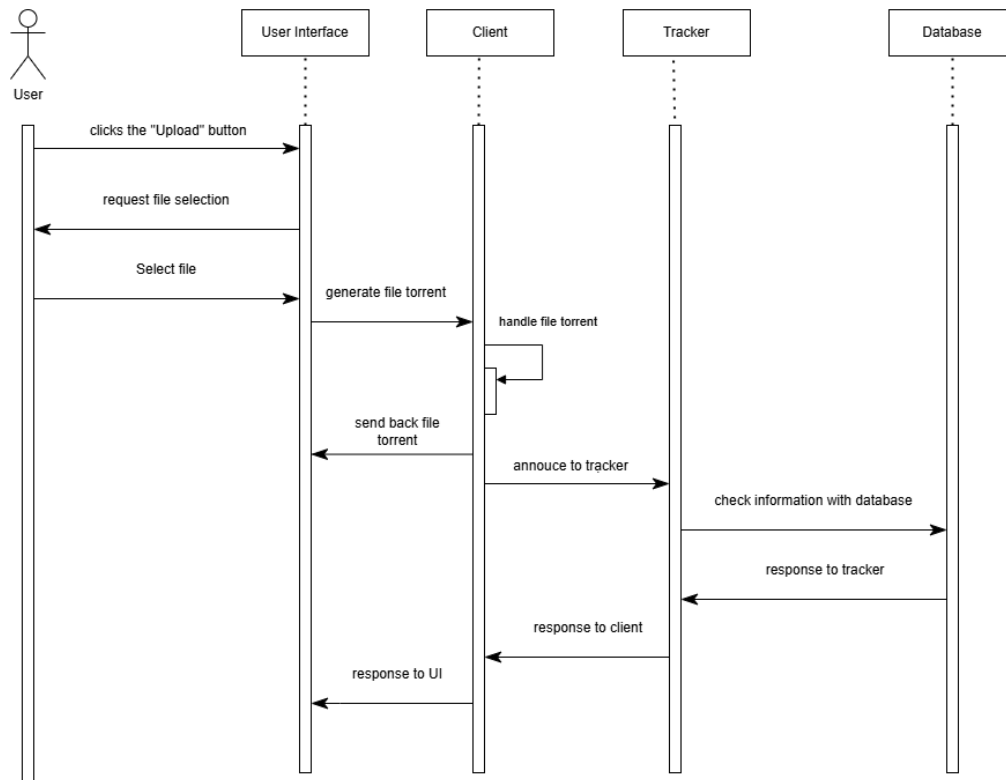 User Interface
Client
Tracker
Database
User
clicks the "Upload" button
request file selection
Select file
generate file torrent
handle file torrent
send back file
torrent
annouce to tracker
check information with database
response to tracker
response to client
response to UI